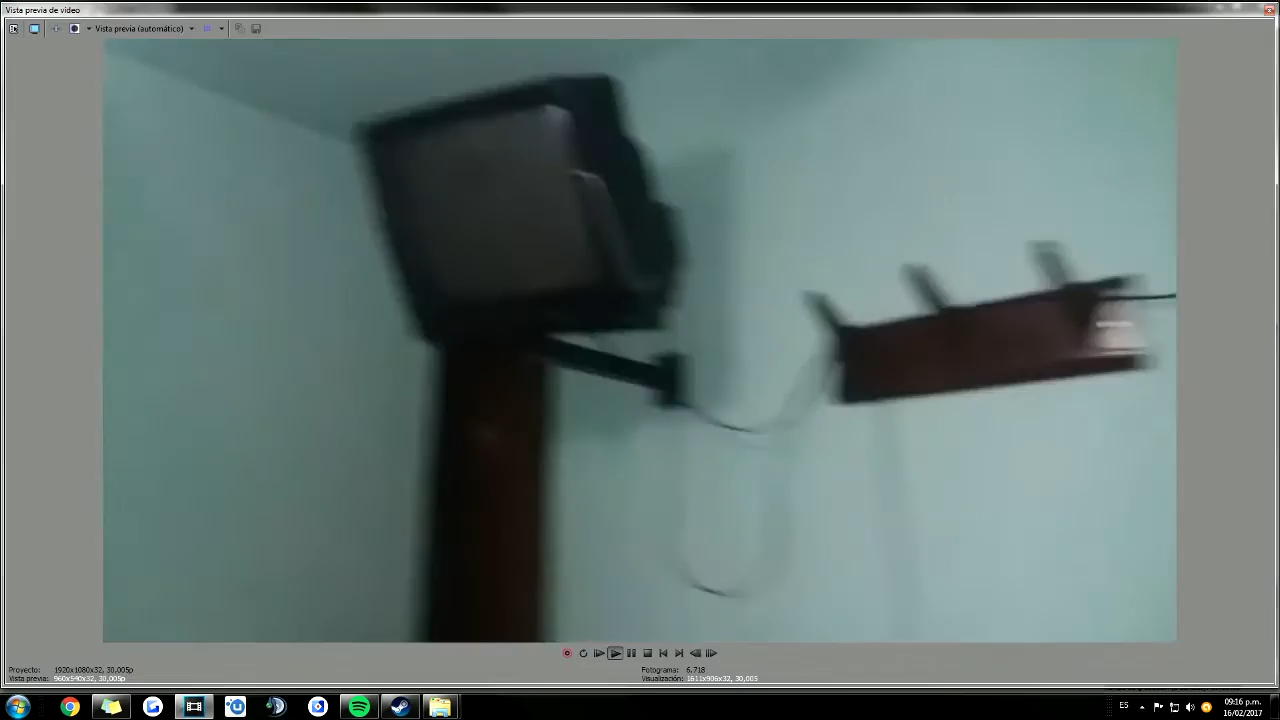 Vista previa de vídeo
Vista previa (automático)
Proyecto: 1920x1080x32, 30,005p
Vista previa: 960x540x32, 30,005p
Fotograma: 6.718
Visualización: 1611x906x32, 30,005
ES
09:16 p.m.
16/02/2017